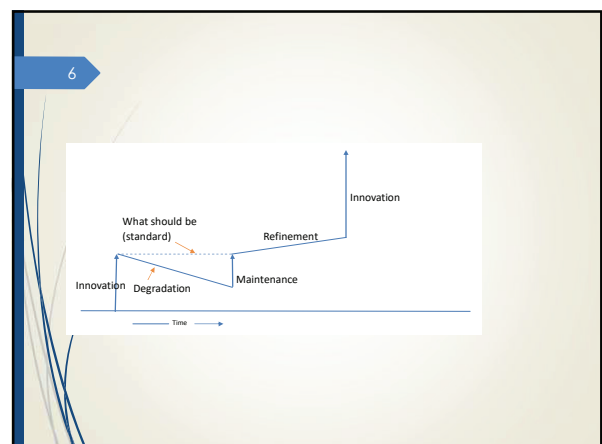 6
Innovation
What should be
(standard)
Refinement
Innovation
Degradation
Maintenance
Time